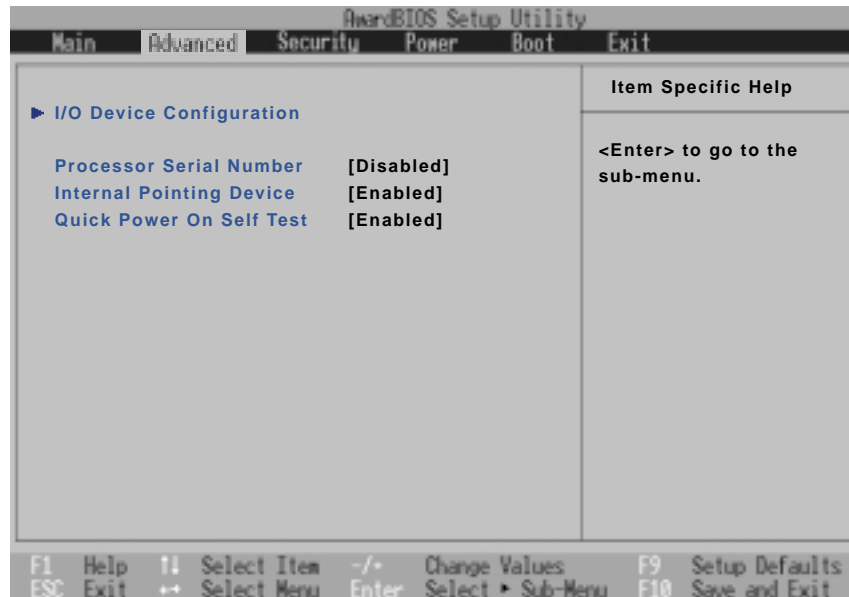 AwardBIOS Setup Utility
Main Advanced Security Power Boot Exit
Item Specific Help
▶ I/O Device Configuration
<Enter> to go to the
sub-menu.
Processor Serial Number [Disabled]
Internal Pointing Device [Enabled]
Quick Power On Self Test [Enabled]
F1 Help ↑↓ Select Item -/+ Change Values F9 Setup Defaults
ESC Exit ↔ Select Menu Enter Select ▸ Sub-Menu F10 Save and Exit